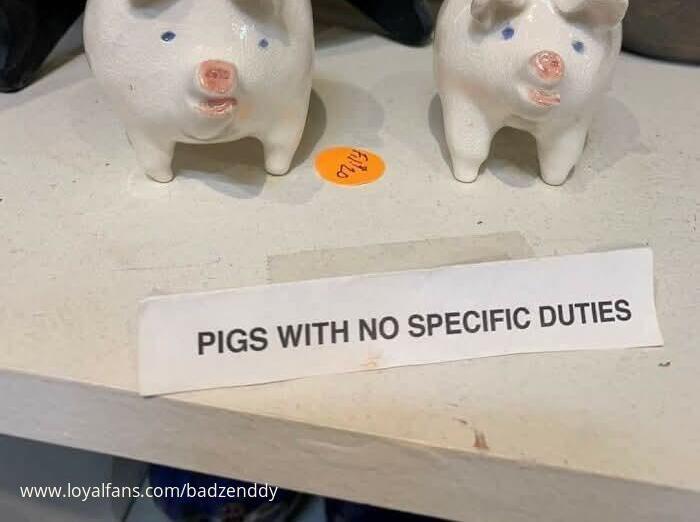 PIGS WITH NO SPECIFIC DUTIES
www.loyalfans.com/badzenddy